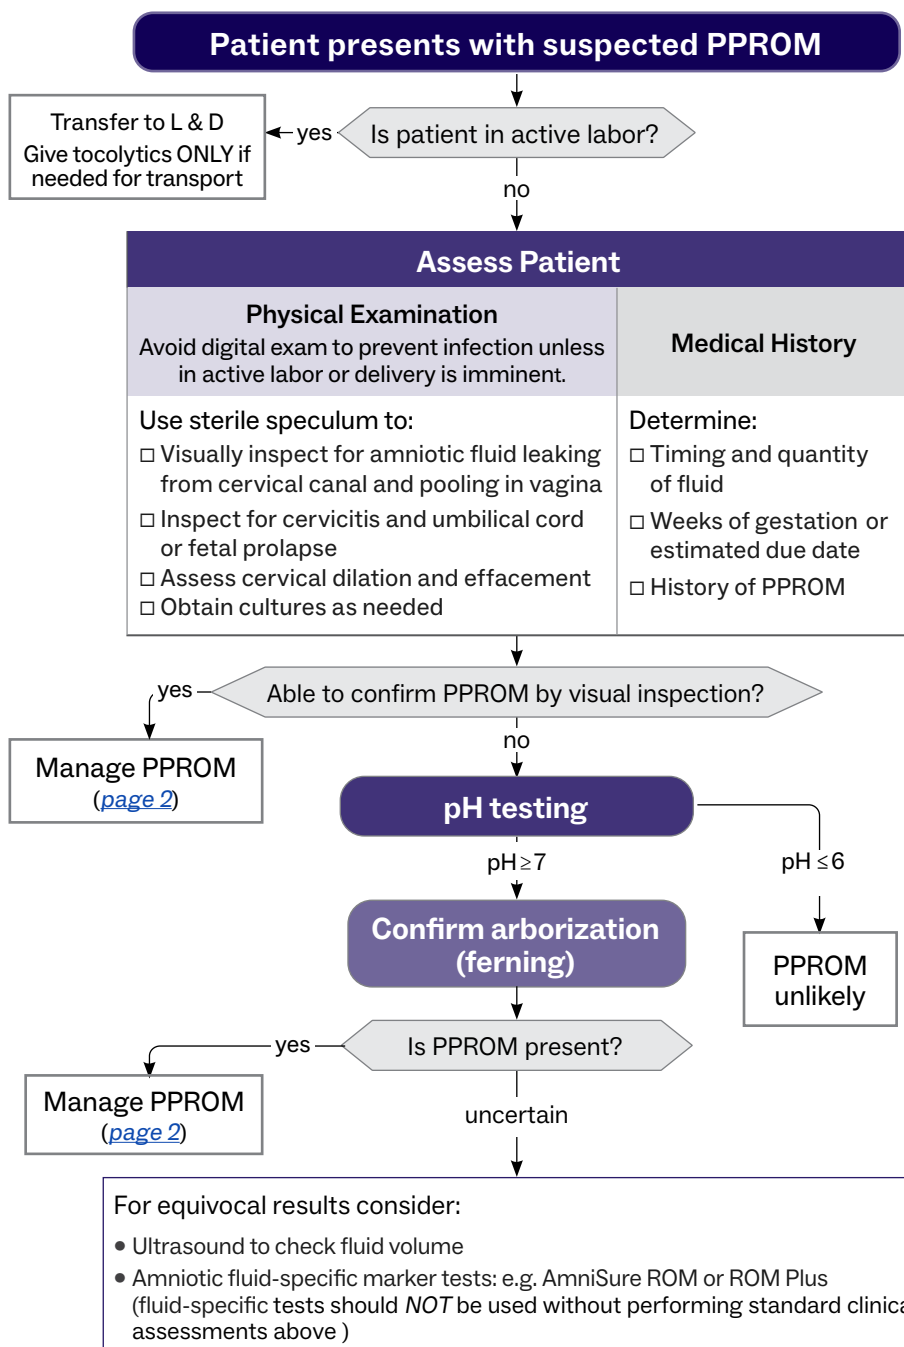 Patient presents with suspected PPROM
Is patient in active labor?
yes
Transfer to L & D
Give tocolytics ONLY if
needed for transport
no
Assess Patient
Physical Examination
Avoid digital exam to prevent infection unless
in active labor or delivery is imminent.
Use sterile speculum to:
□ Visually inspect for amniotic fluid leaking
from cervical canal and pooling in vagina
□ Inspect for cervicitis and umbilical cord
or fetal prolapse
□ Assess cervical dilation and effacement
□ Obtain cultures as needed
Medical History
Determine:
□ Timing and quantity
of fluid
□ Weeks of gestation or
estimated due date
□ History of PPROM
Able to confirm PPROM by visual inspection?
yes
Manage PPROM
(page 2)
no
pH testing
pH ≥ 7
pH ≤ 6
Confirm arborization
(ferning)
PPROM
unlikely
Is PPROM present?
yes
Manage PPROM
(page 2)
uncertain
For equivocal results consider:
• Ultrasound to check fluid volume
• Amniotic fluid-specific marker tests: e.g. AmniSure ROM or ROM Plus
(fluid-specific tests should NOT be used without performing standard clinica
assessments above )